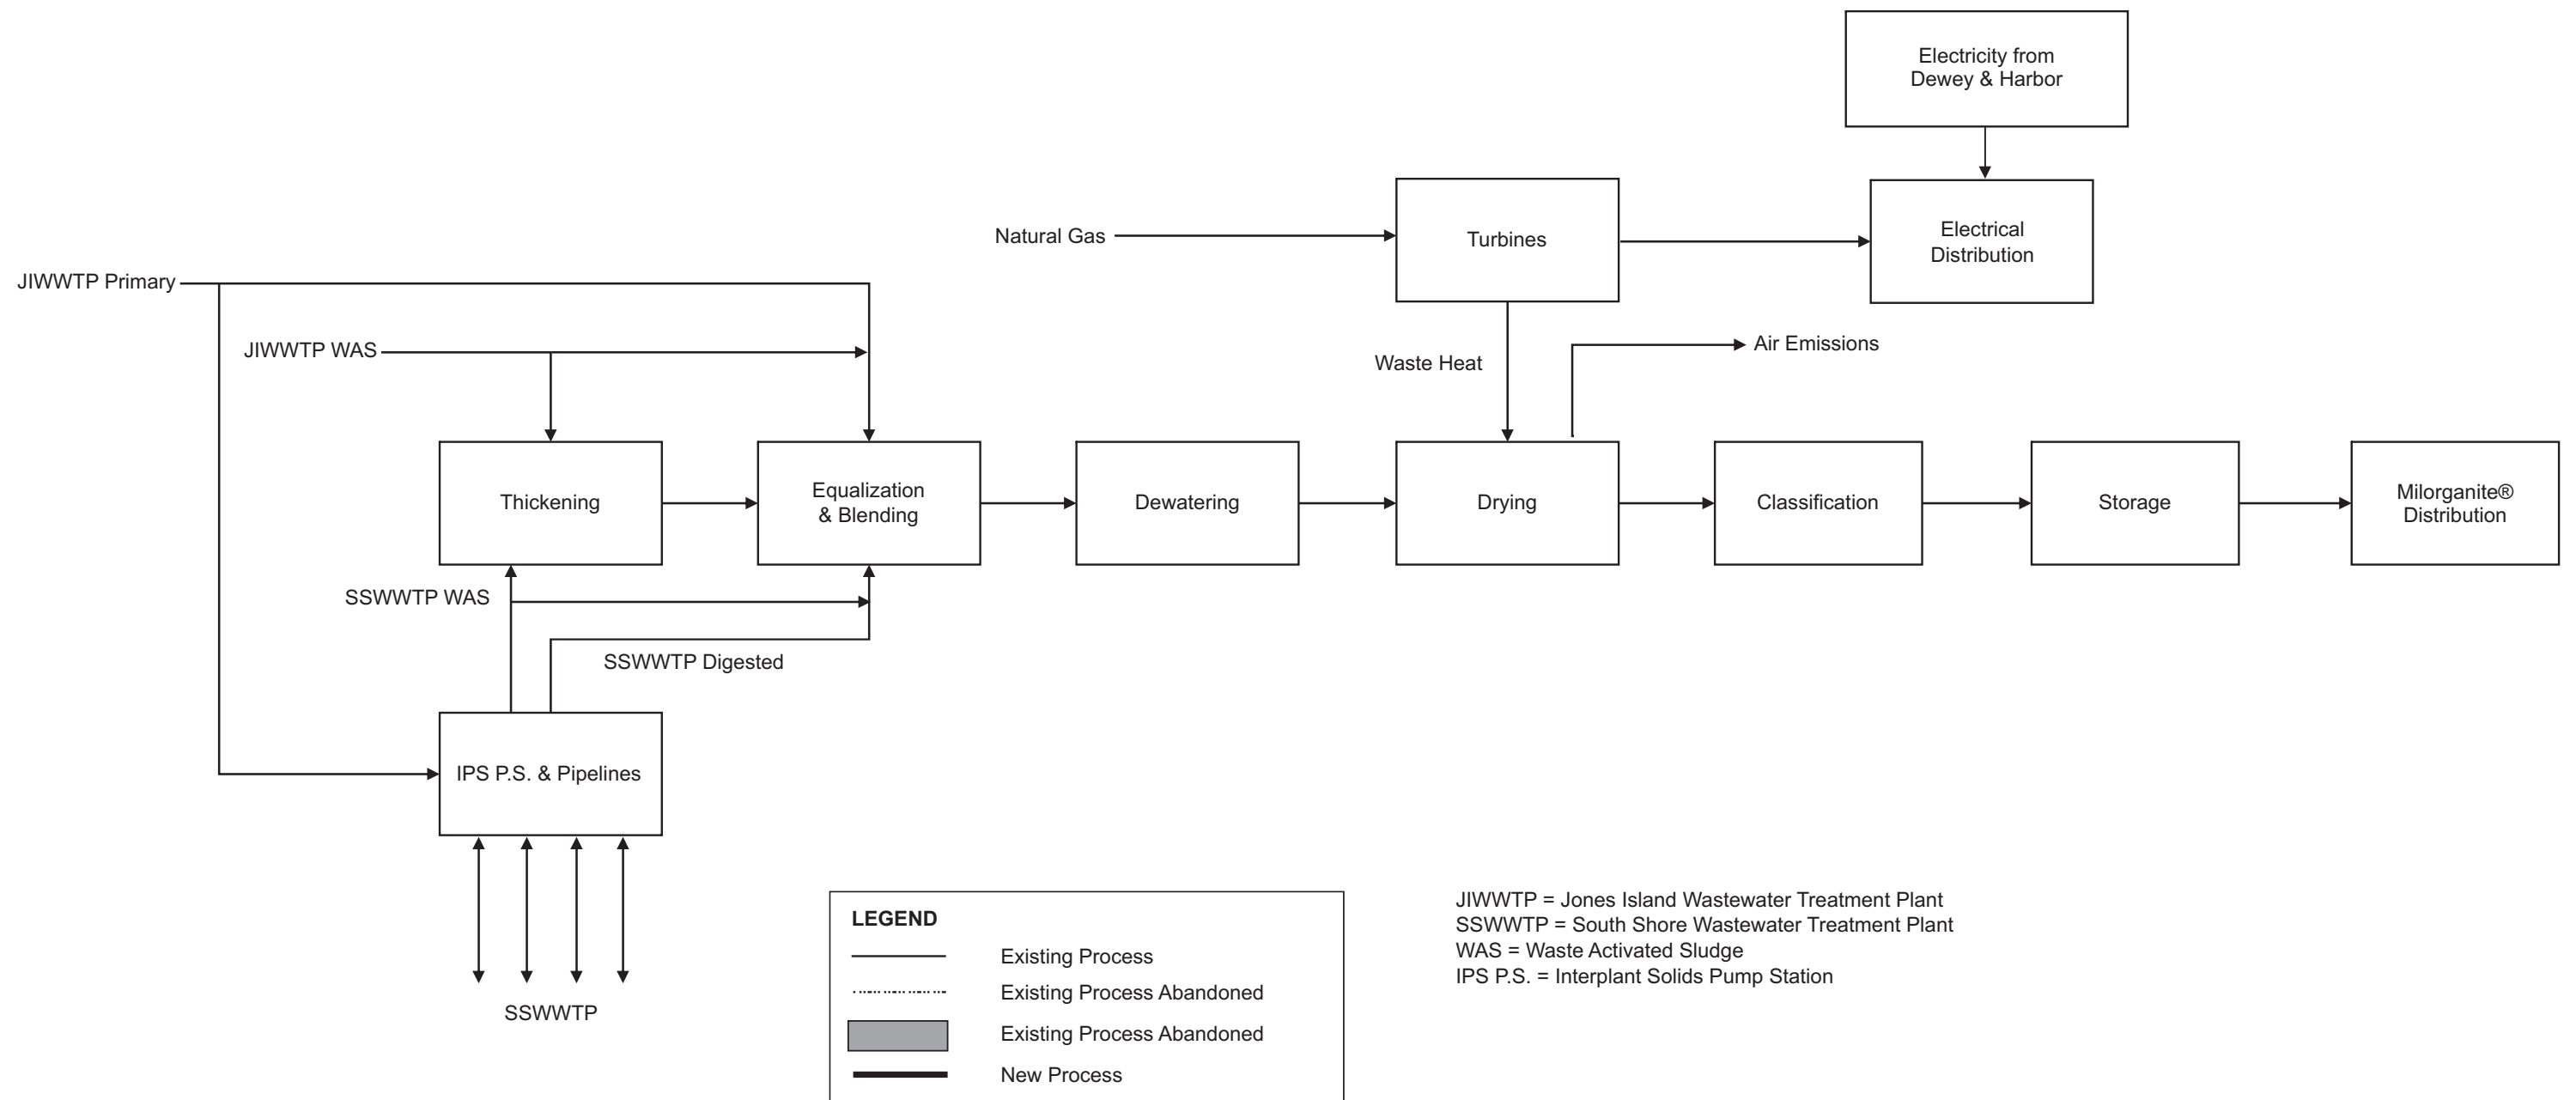 Electricity from
Dewey & Harbor
Natural Gas
Turbines
Electrical
Distribution
JIWWTP Primary
JIWWTP WAS
Waste Heat
Air Emissions
Thickening
Equalization
& Blending
Dewatering
Drying
Classification
Storage
Milorganite®
Distribution
SSWWTP WAS
SSWWTP Digested
IPS P.S. & Pipelines
SSWWTP
LEGEND
Existing Process
Existing Process Abandoned
Existing Process Abandoned
New Process
JIWWTP = Jones Island Wastewater Treatment Plant
SSWWTP = South Shore Wastewater Treatment Plant
WAS = Waste Activated Sludge
IPS P.S. = Interplant Solids Pump Station